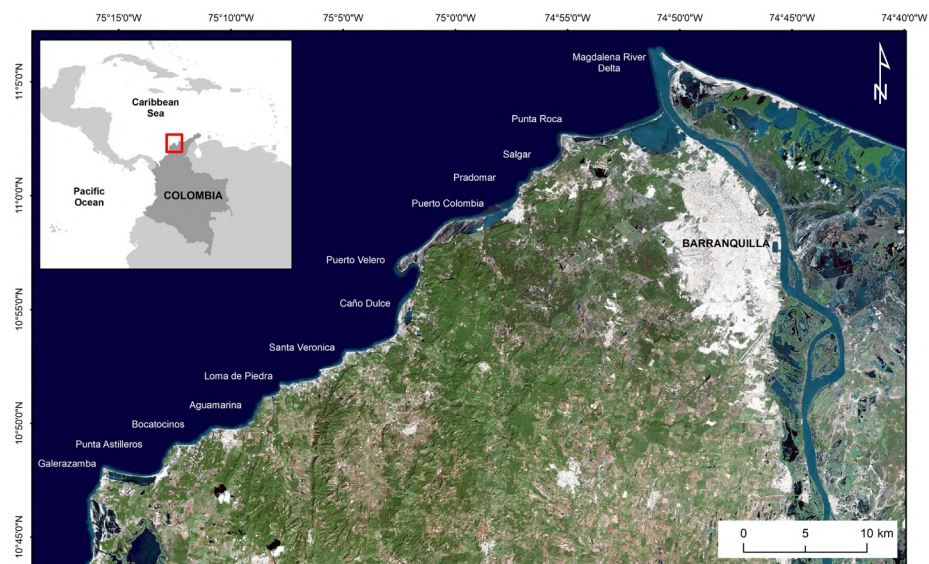 75°15'0"W
75°10'0"W
75°5'0"W
75°0'0"W
74°55'0"W
74°50'0"W
74°45'0"W
74°40'0"W
11°5'0"N
11°0'0"N
10°55'0"N
10°50'0"N
10°45'0"N
Caribbean
Sea
Pacific
Ocean
COLOMBIA
Magdalena River
Delta
N
Punta Roca
Salgar
Pradomar
Puerto Colombia
BARRANQUILLA
Puerto Velero
Caño Dulce
Santa Veronica
Loma de Piedra
Aguamarina
Bocatocinos
Punta Astilleros
Galerazamba
0 5 10 km